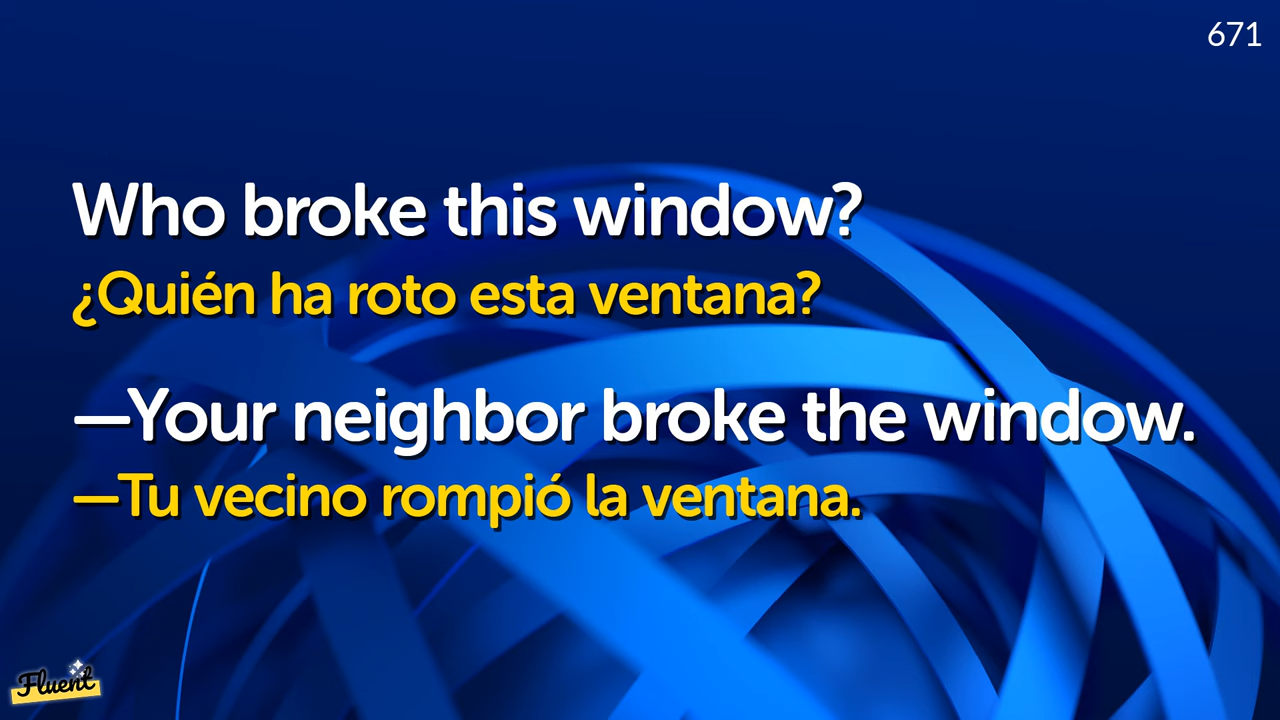 671
Who broke this window?
¿Quién ha roto esta ventana?
—Your neighbor broke the window.
—Tu vecino rompió la ventana.
Fluent